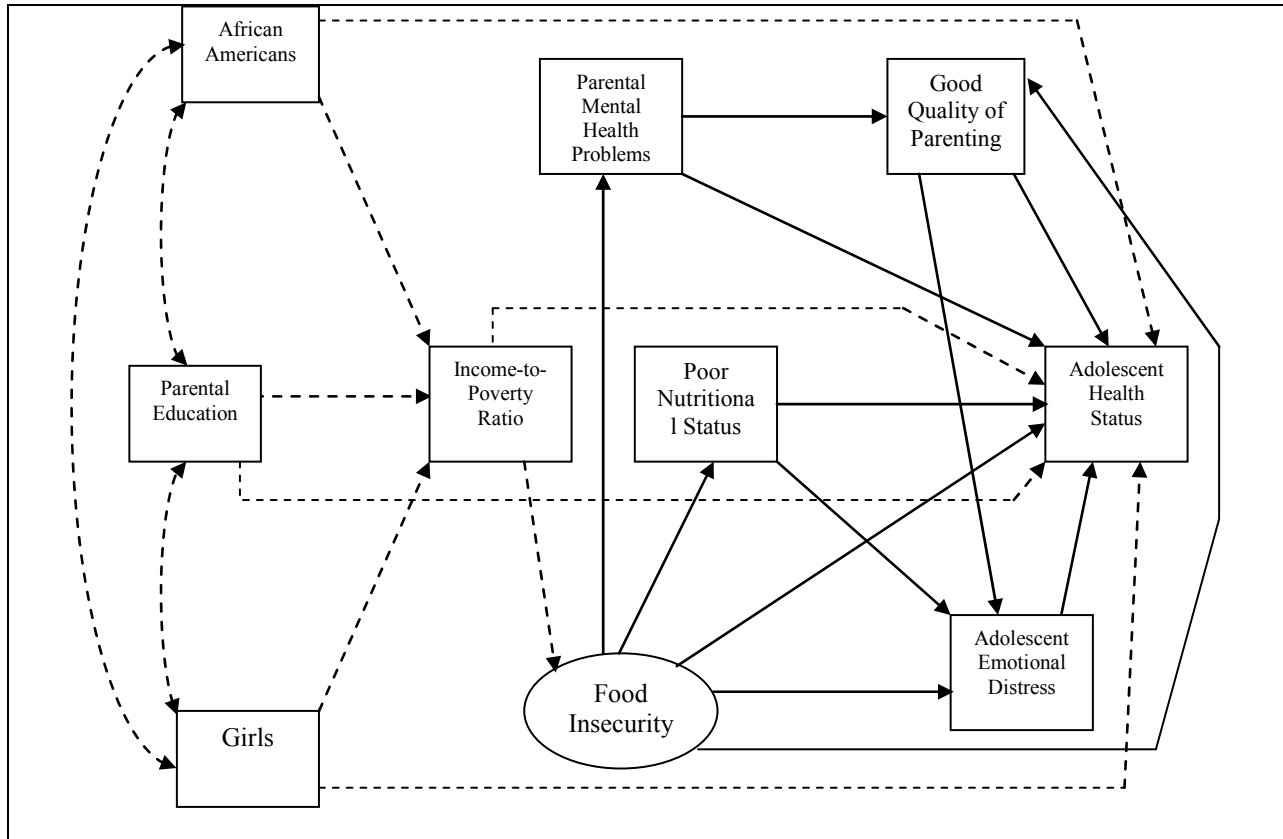 African
Americans
Parental
Mental
Health
Problems
Good
Quality of
Parenting
Parental
Education
Income-to-
Poverty
Ratio
Poor
Nutritiona
l Status
Adolescent
Health
Status
Adolescent
Emotional
Distress
Food
Insecurity
Girls